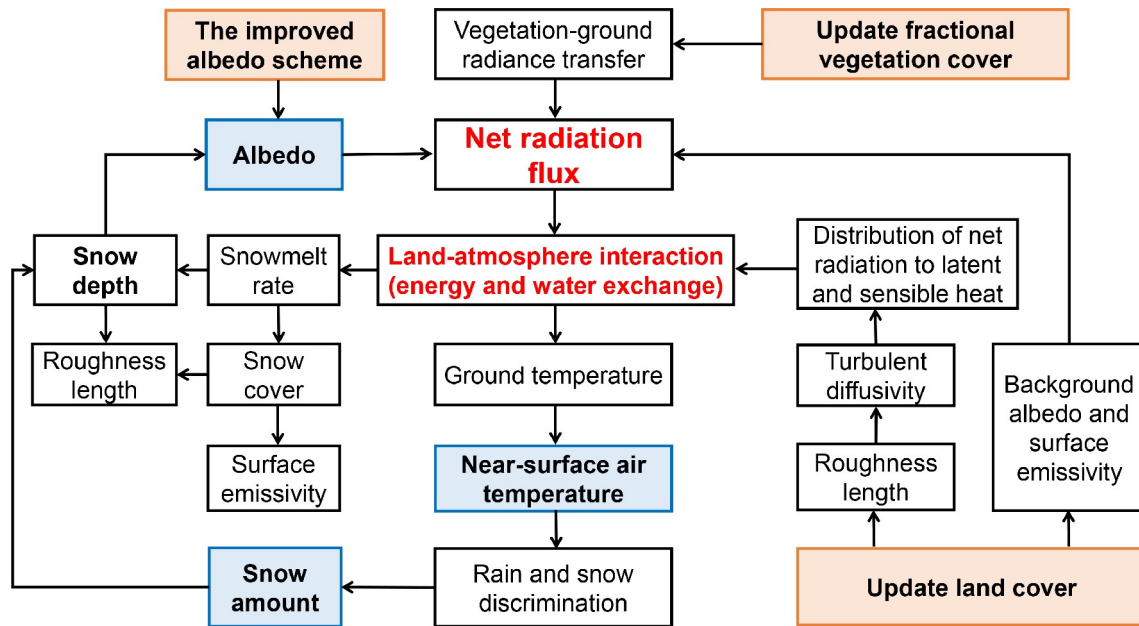 The improved
albedo scheme
Vegetation-ground
radiance transfer
Update fractional
vegetation cover
Albedo
Net radiation
flux
Snow
depth
Snowmelt
rate
Land-atmosphere interaction
(energy and water exchange)
Distribution of net
radiation to latent
and sensible heat
Roughness
length
Snow
cover
Ground temperature
Turbulent
diffusivity
Background
albedo and
surface
emissivity
Surface
emissivity
Near-surface air
temperature
Roughness
length
Snow
amount
Rain and snow
discrimination
Update land cover